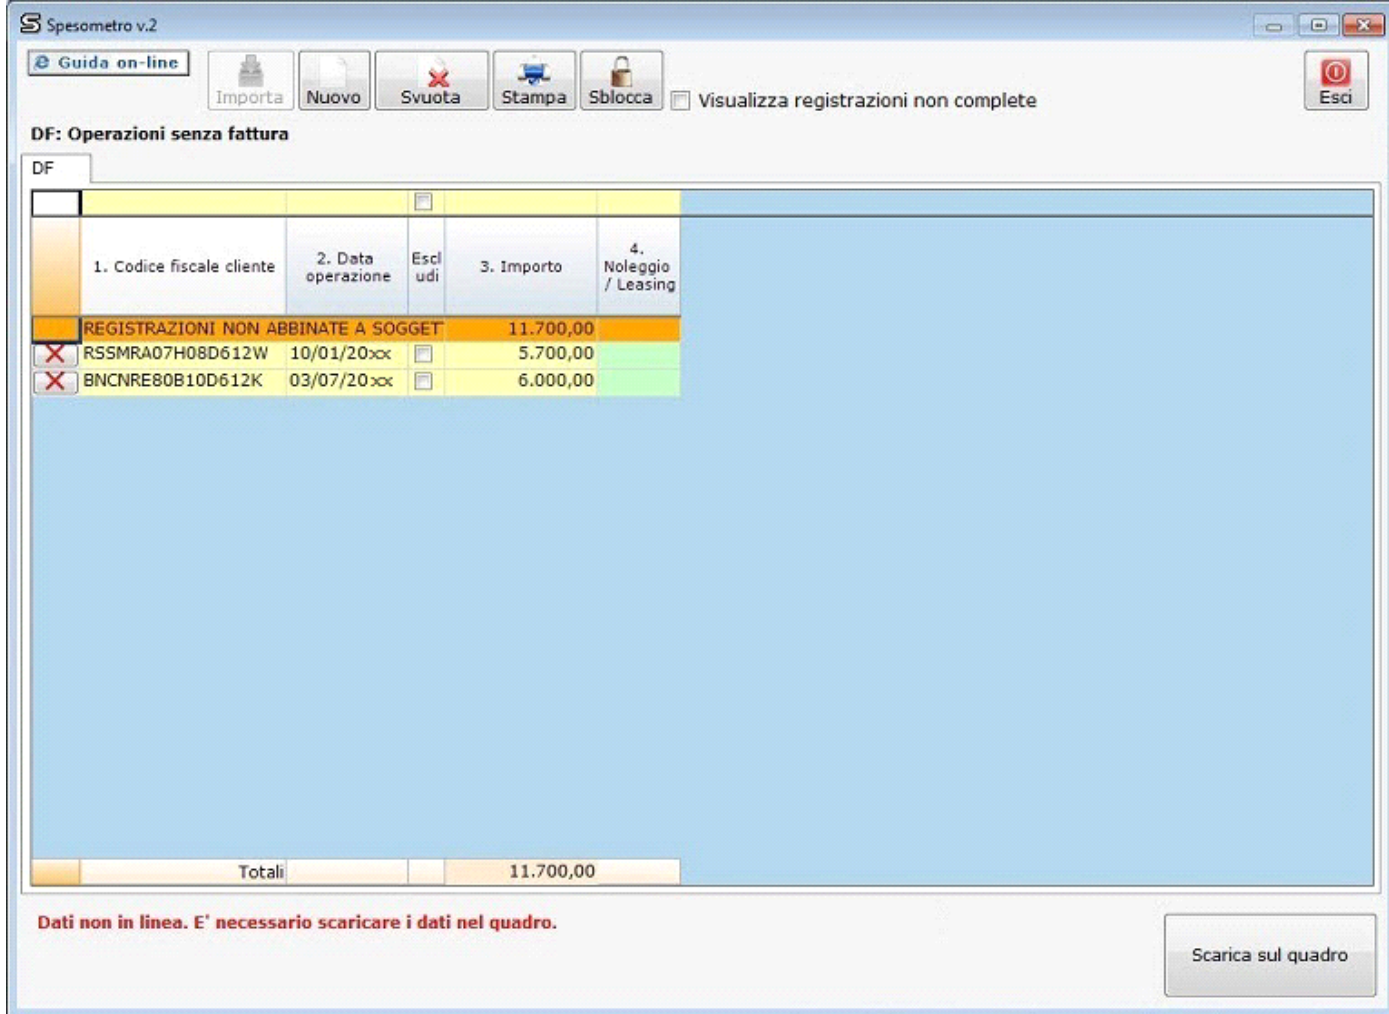 Spesometro v.2
Guida on-line
Importa
Nuovo
Svuota
Stampa
Sblocca
Visualizza registrazioni non complete
Esci
DF: Operazioni senza fattura
DF
1. Codice fiscale cliente
2. Data
operazione
Escl
udi
3. Importo
4.
Noleggio
/ Leasing
REGISTRAZIONI NON ABBINATE A SOGGET 11.700,00
RSSMRA07H08D612W 10/01/20xx 5.700,00
BNCNRE80B10D612K 03/07/20xx 6.000,00
Totali 11.700,00
Dati non in linea. E' necessario scaricare i dati nel quadro.
Scarica sul quadro